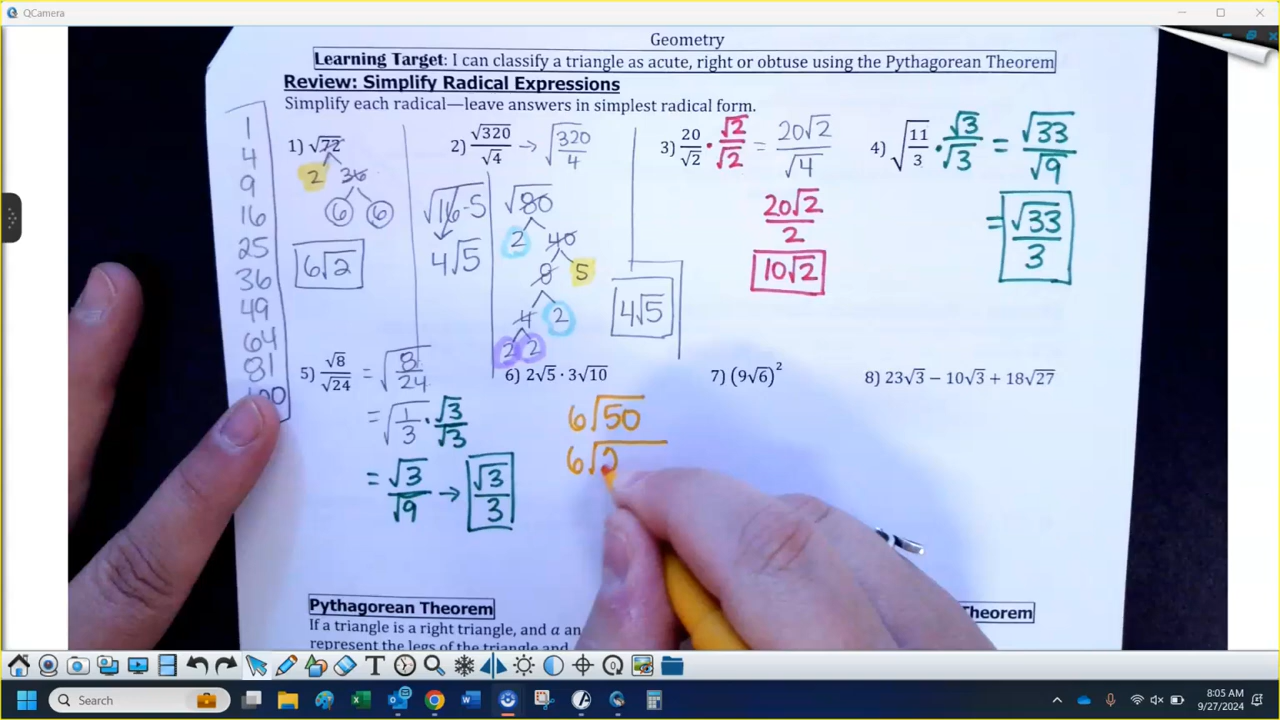 QCamera
Geometry
Learning Target: I can classify a triangle as acute, right or obtuse using the Pythagorean Theorem
Review: Simplify Radical Expressions
Simplify each radical—leave answers in simplest radical form.
1
4
9
16
25
36
49
64
81
100
1) √72
2 36
6 6
6√2
2) √320/√4 → √320/4
√16·5
4√5
√80
2 40
8 5
4 2
2 2
4√5
3) 20/√2 · √2/√2 = 20√2/√4
20√2/2
10√2
4) √11/3 · √3/√3 = √33/√9
= √33/3
5) √8/√24 = √8/24
= √1/3 · √3/√3
= √3/√9 → √3/3
6) 2√5 · 3√10
6√50
6√2
7) (9√6)²
8) 23√3 − 10√3 + 18√27
Pythagorean Theorem
If a triangle is a right triangle, and a an
represent the legs of the triangle and
heorem
Search
8:05 AM
9/27/2024